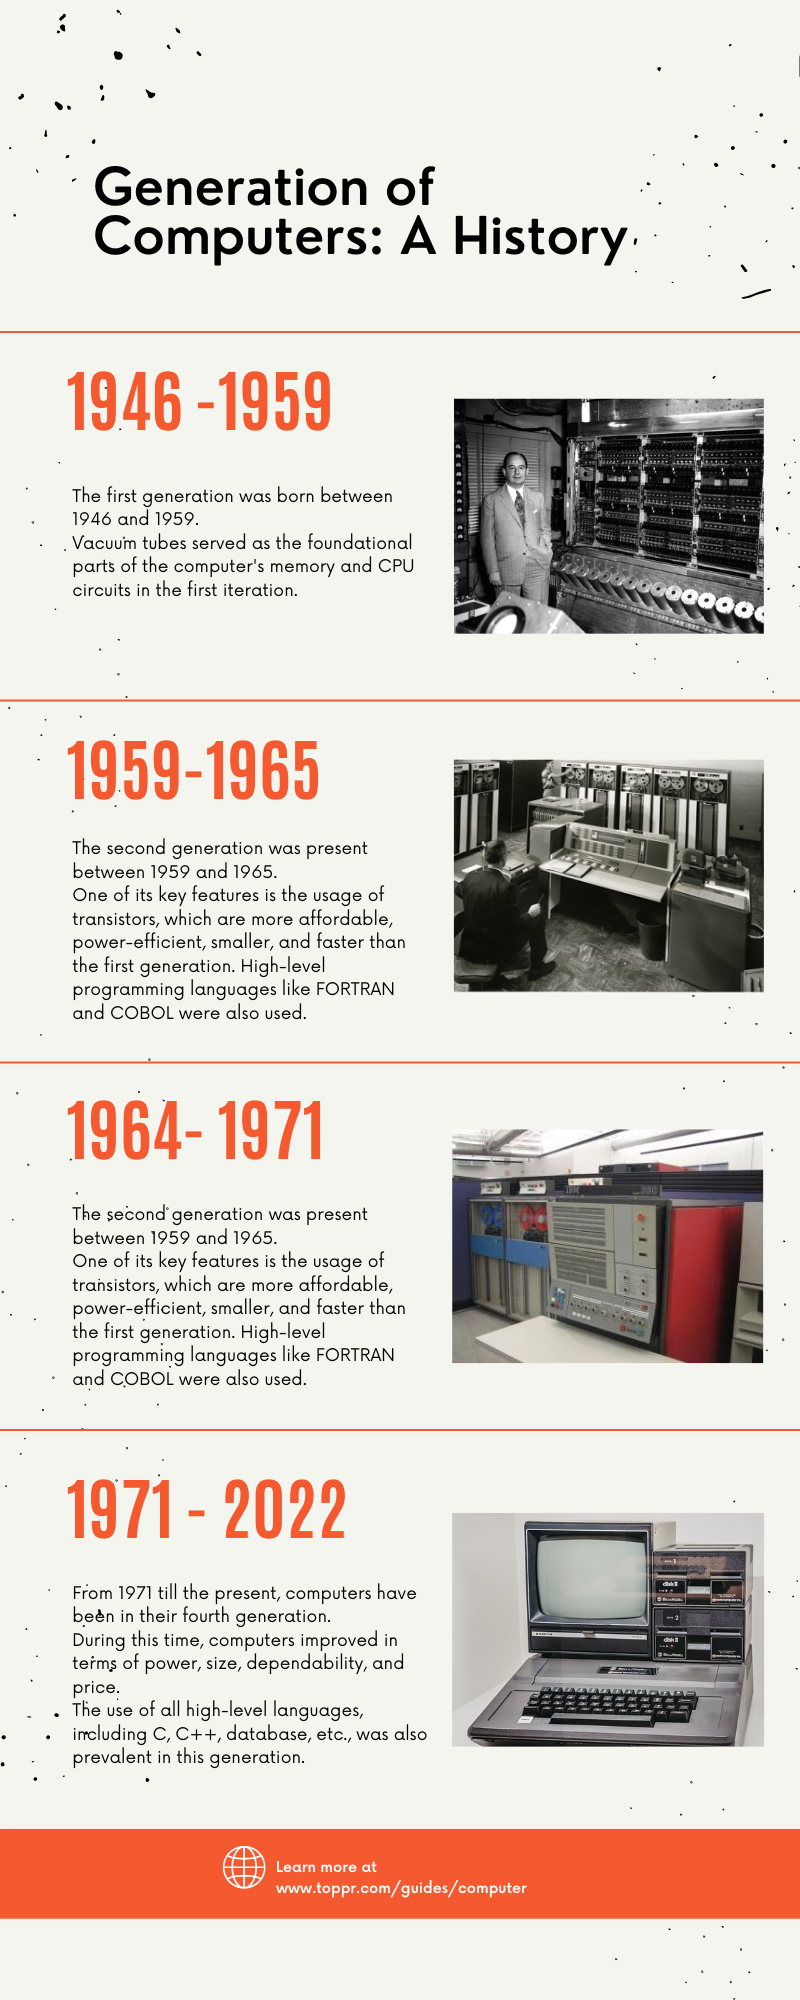 Generation of
Computers: A History
1946 -1959
The first generation was born between
1946 and 1959.
Vacuum tubes served as the foundational
parts of the computer's memory and CPU
circuits in the first iteration.
1959-1965
The second generation was present
between 1959 and 1965.
One of its key features is the usage of
transistors, which are more affordable,
power-efficient, smaller, and faster than
the first generation. High-level
programming languages like FORTRAN
and COBOL were also used.
1964- 1971
The second generation was present
between 1959 and 1965.
One of its key features is the usage of
transistors, which are more affordable,
power-efficient, smaller, and faster than
the first generation. High-level
programming languages like FORTRAN
and COBOL were also used.
1971 - 2022
From 1971 till the present, computers have
been in their fourth generation.
During this time, computers improved in
terms of power, size, dependability, and
price.
The use of all high-level languages,
including C, C++, database, etc., was also
prevalent in this generation.
disk II
disk II
Learn more at
www.toppr.com/guides/computer